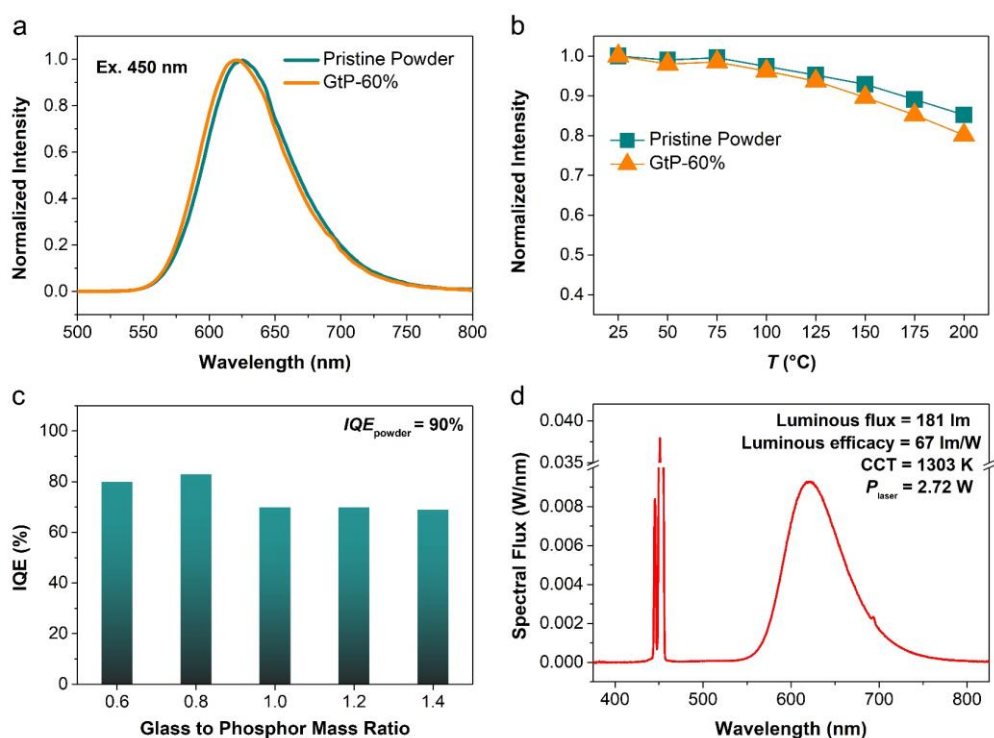 a
Ex. 450 nm
Pristine Powder
GtP-60%
Normalized Intensity
1.0
0.8
0.6
0.4
0.2
0.0
500 550 600 650 700 750 800
Wavelength (nm)
b
Normalized Intensity
1.0
0.9
0.8
0.7
0.6
0.5
0.4
Pristine Powder
GtP-60%
25 50 75 100 125 150 175 200
T (°C)
c
IQE (%)
100
80
60
40
20
0
IQEpowder = 90%
0.6 0.8 1.0 1.2 1.4
Glass to Phosphor Mass Ratio
d
Spectral Flux (W/nm)
0.040
0.035
0.008
0.006
0.004
0.002
0.000
Luminous flux = 181 lm
Luminous efficacy = 67 lm/W
CCT = 1303 K
Plaser = 2.72 W
400 500 600 700 800
Wavelength (nm)